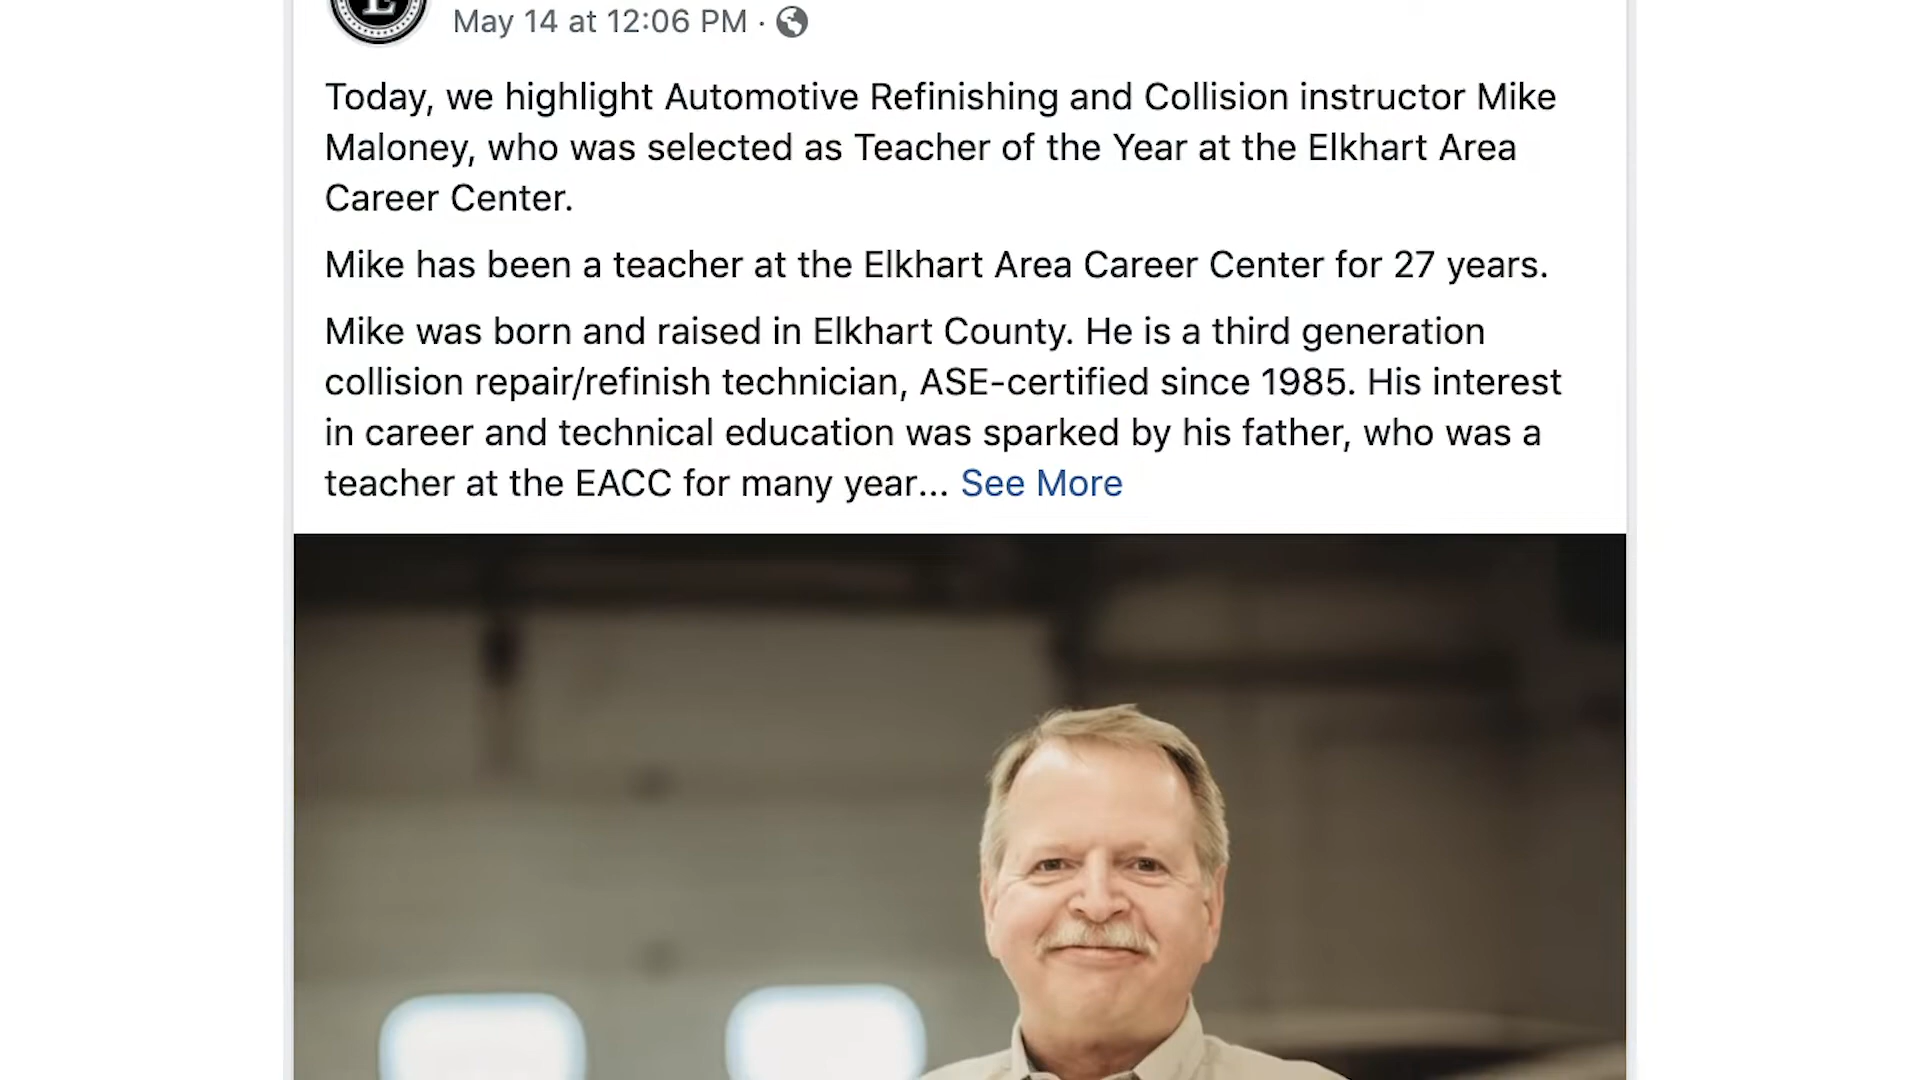 E
May 14 at 12:06 PM ·
Today, we highlight Automotive Refinishing and Collision instructor Mike
Maloney, who was selected as Teacher of the Year at the Elkhart Area
Career Center.
Mike has been a teacher at the Elkhart Area Career Center for 27 years.
Mike was born and raised in Elkhart County. He is a third generation
collision repair/refinish technician, ASE-certified since 1985. His interest
in career and technical education was sparked by his father, who was a
teacher at the EACC for many year... See More